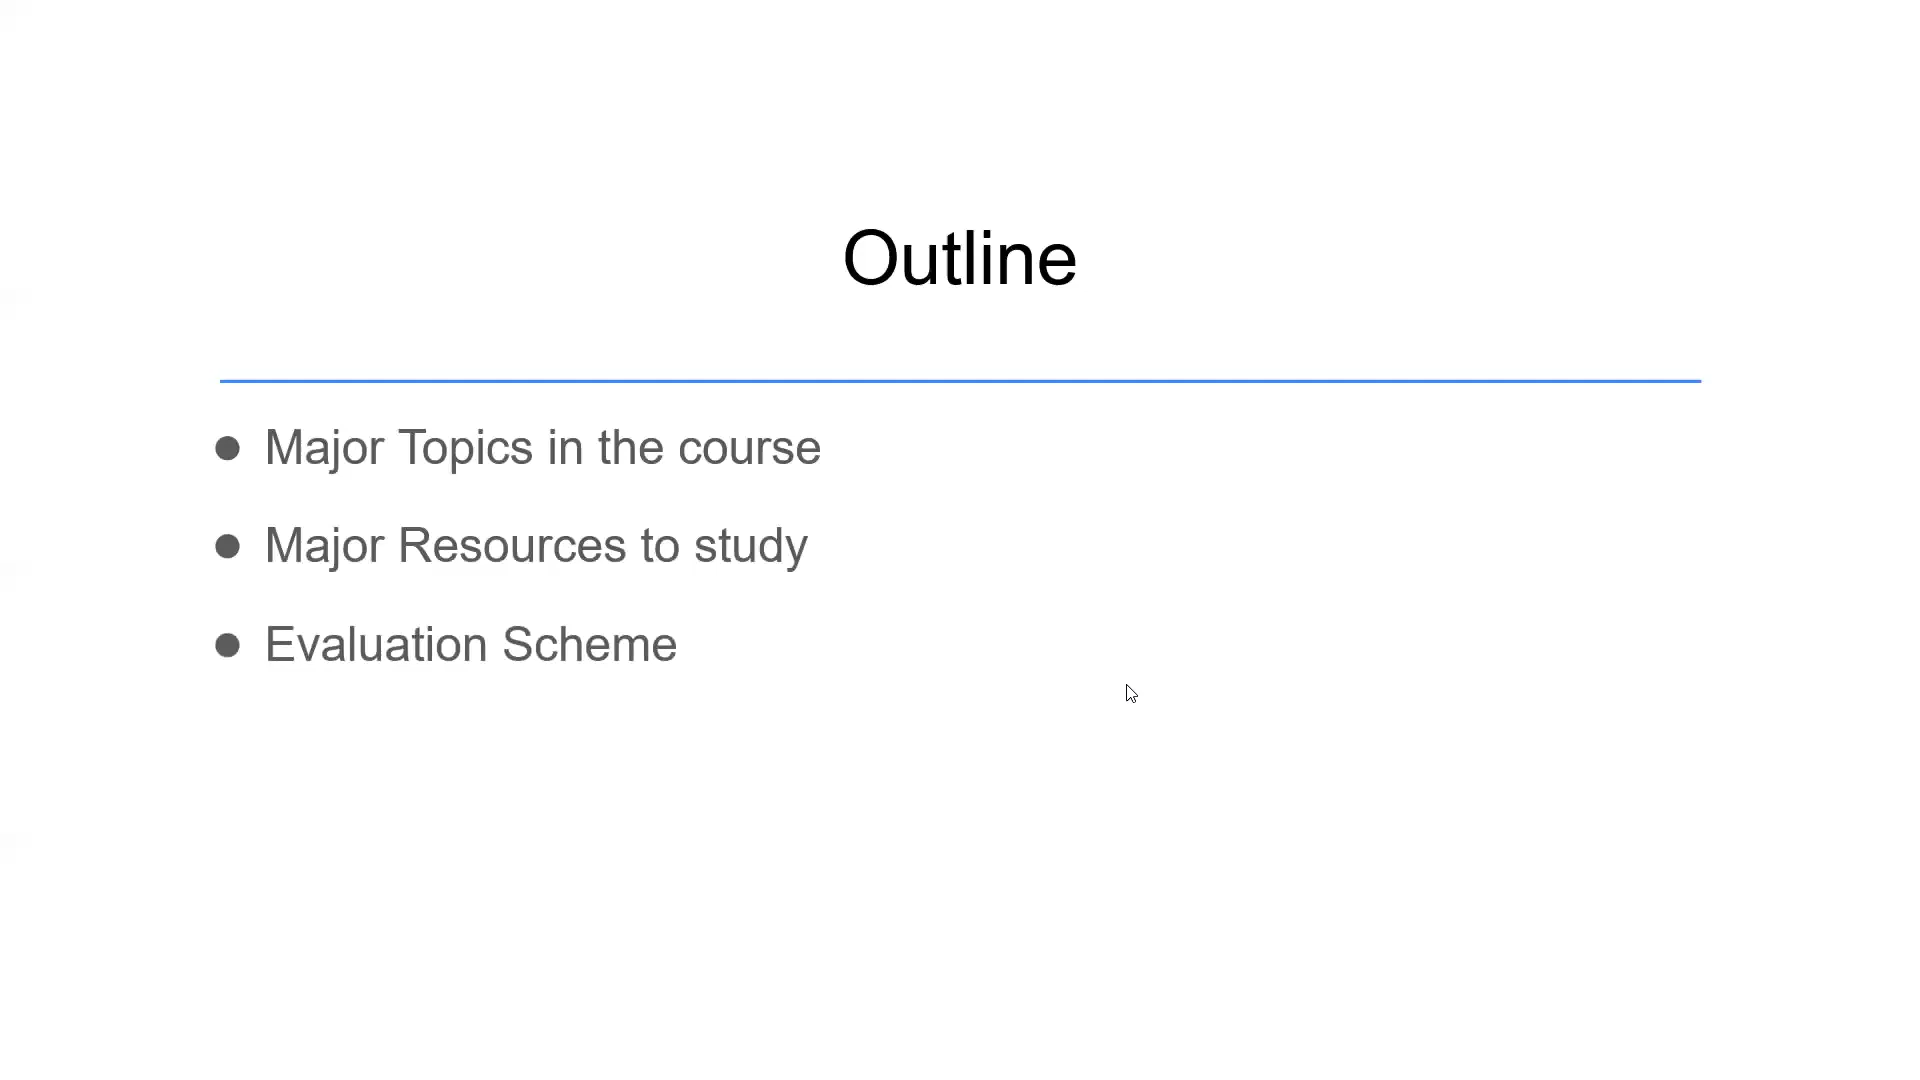 Outline
● Major Topics in the course
● Major Resources to study
● Evaluation Scheme